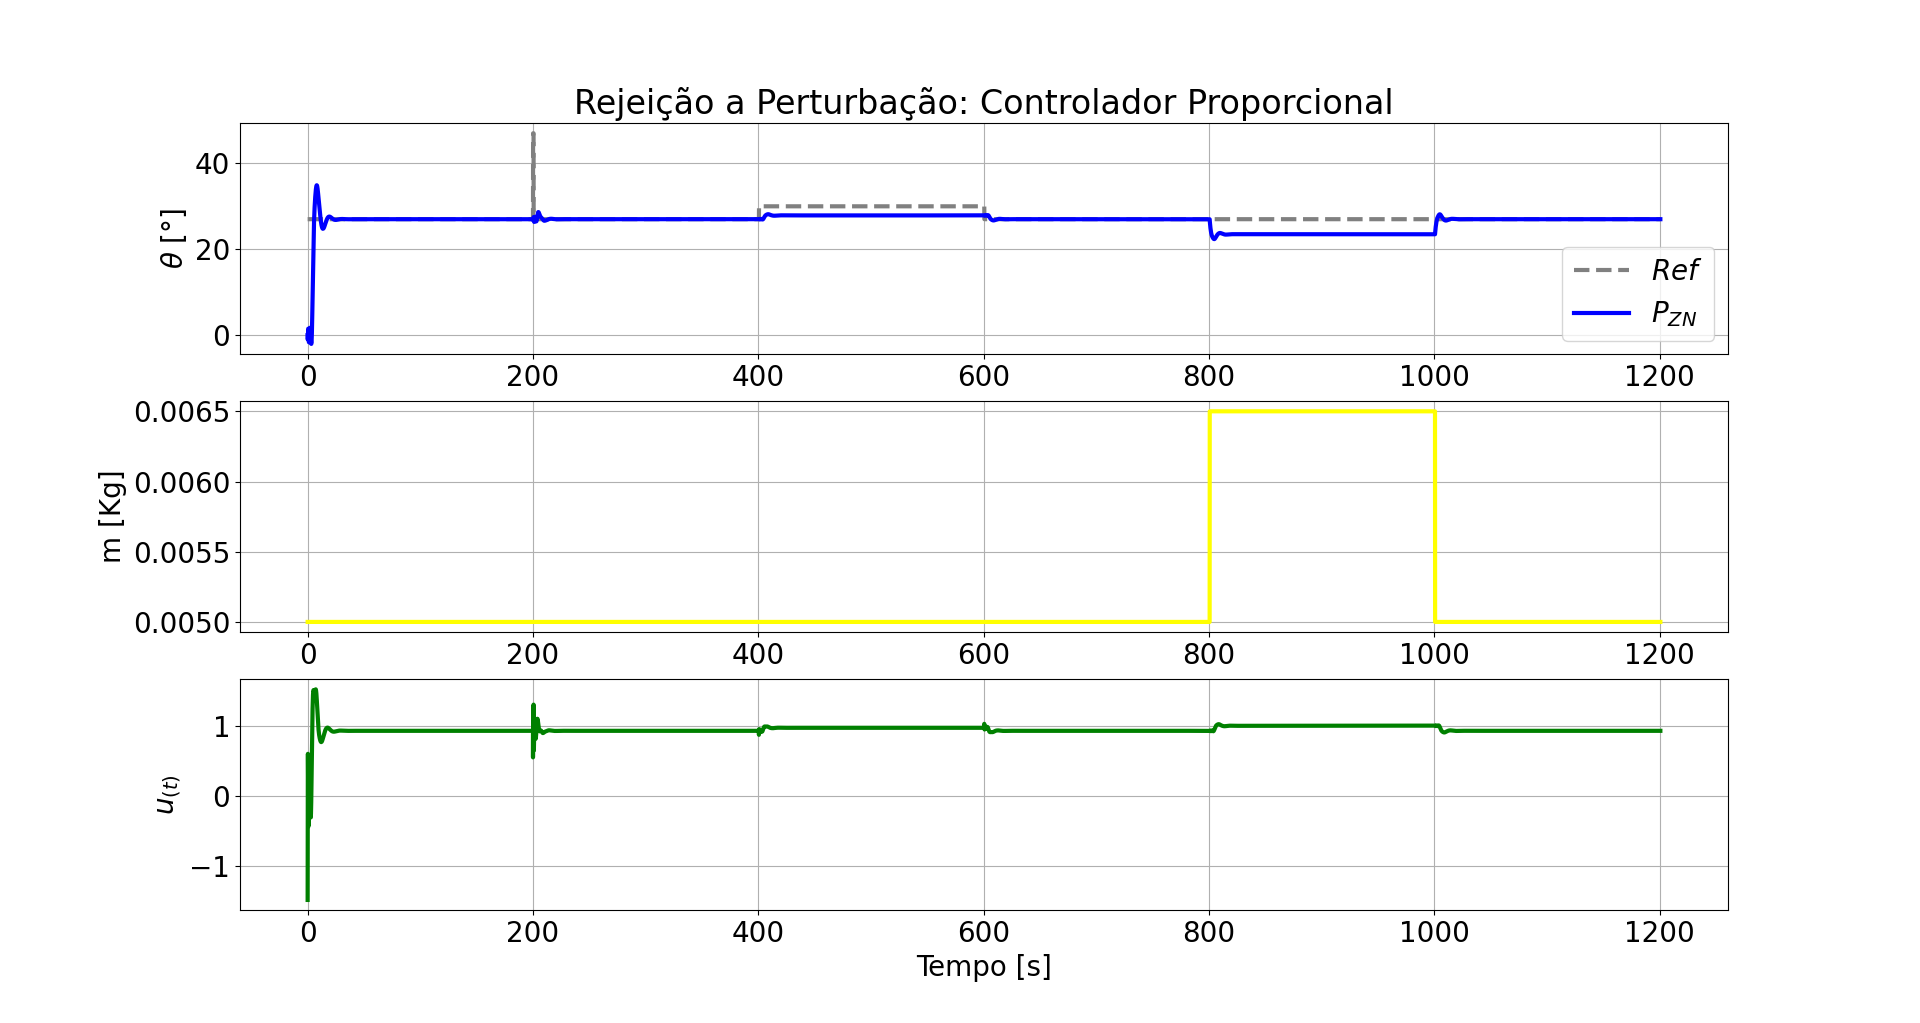 Rejeição a Perturbação: Controlador Proporcional
θ [°]
40
20
0
Ref
P_{ZN}
0 200 400 600 800 1000 1200
m [Kg]
0.0065
0.0060
0.0055
0.0050
0 200 400 600 800 1000 1200
u_{(t)}
1
0
−1
0 200 400 600 800 1000 1200
Tempo [s]